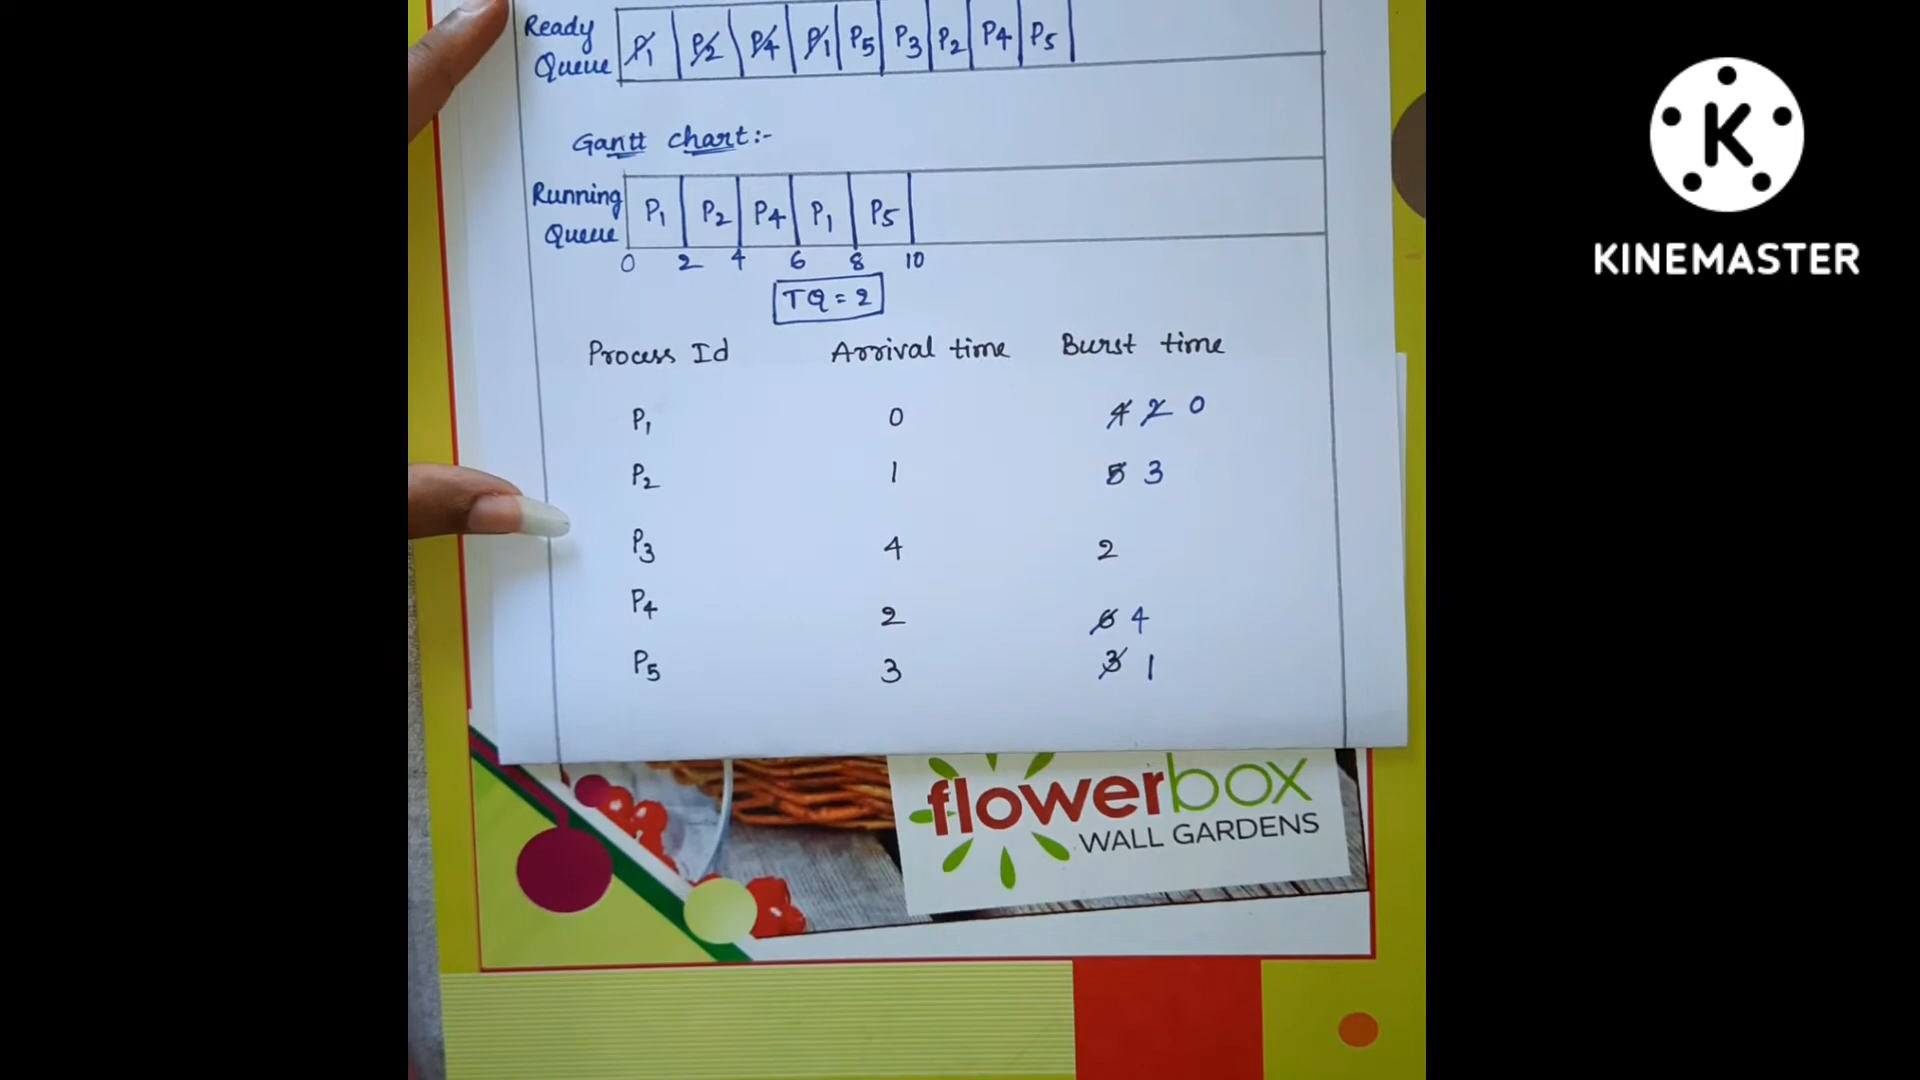 Ready Queue P1 P2 P4 P1 P5 P3 P2 P4 P5
Gantt chart:-
Running Queue P1 P2 P4 P1 P5
0 2 4 6 8 10
TQ = 2
Process Id Arrival time Burst time
P1 0 4 2 0
P2 1 5 3
P3 4 2
P4 2 6 4
P5 3 3 1
flowerbox
WALL GARDENS
K
KINEMASTER